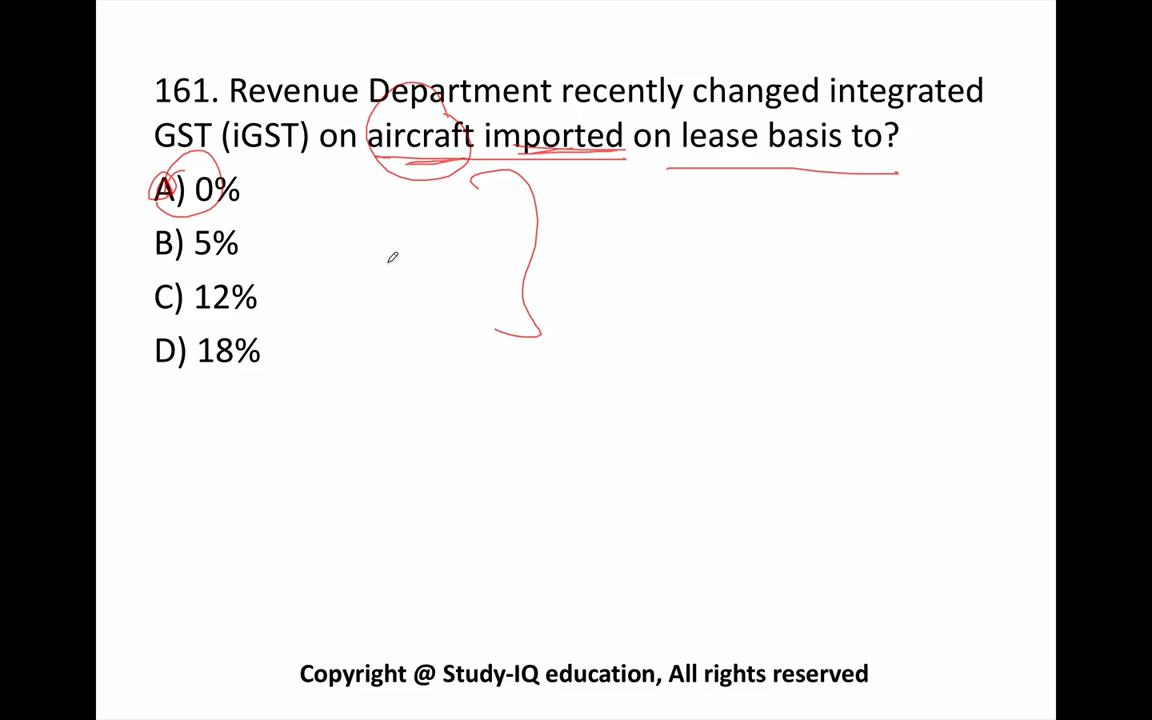 161. Revenue Department recently changed integrated
GST (iGST) on aircraft imported on lease basis to?
A) 0%
B) 5%
C) 12%
D) 18%
Copyright @ Study-IQ education, All rights reserved